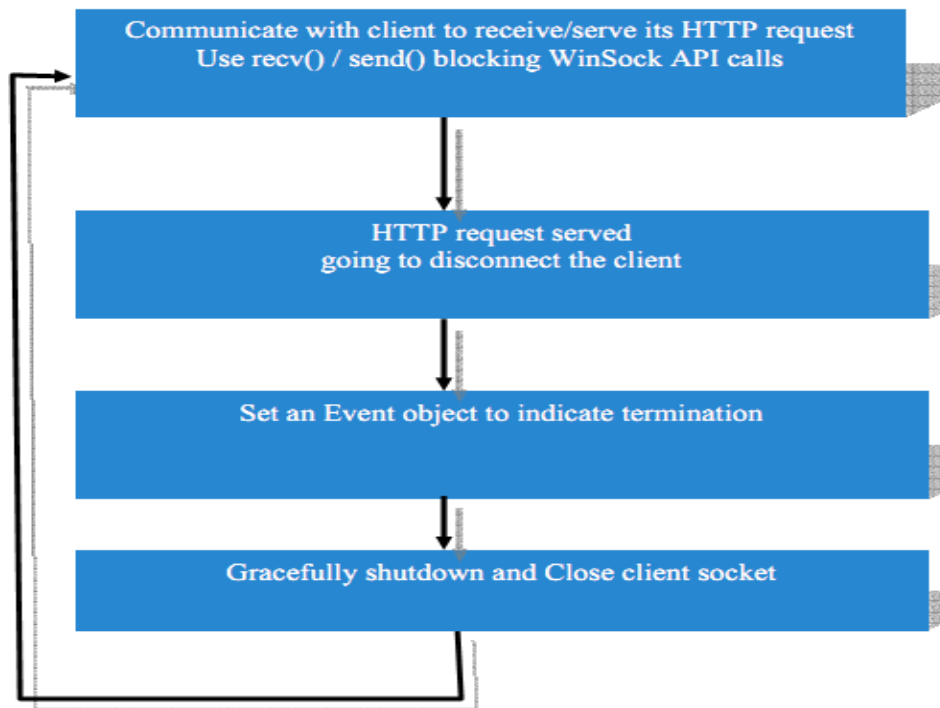 Communicate with client to receive/serve its HTTP request
Use recv() / send() blocking WinSock API calls
HTTP request served
going to disconnect the client
Set an Event object to indicate termination
Gracefully shutdown and Close client socket